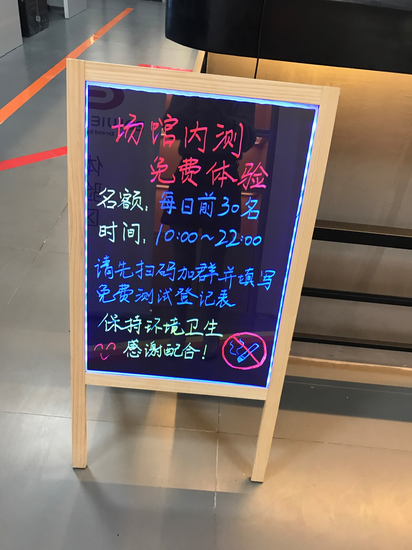 场馆内测
免费体验
名额：每日前30名
时间：10:00～22:00
请先扫码加群并填写
免费测试登记表
保持环境卫生
感谢配合！